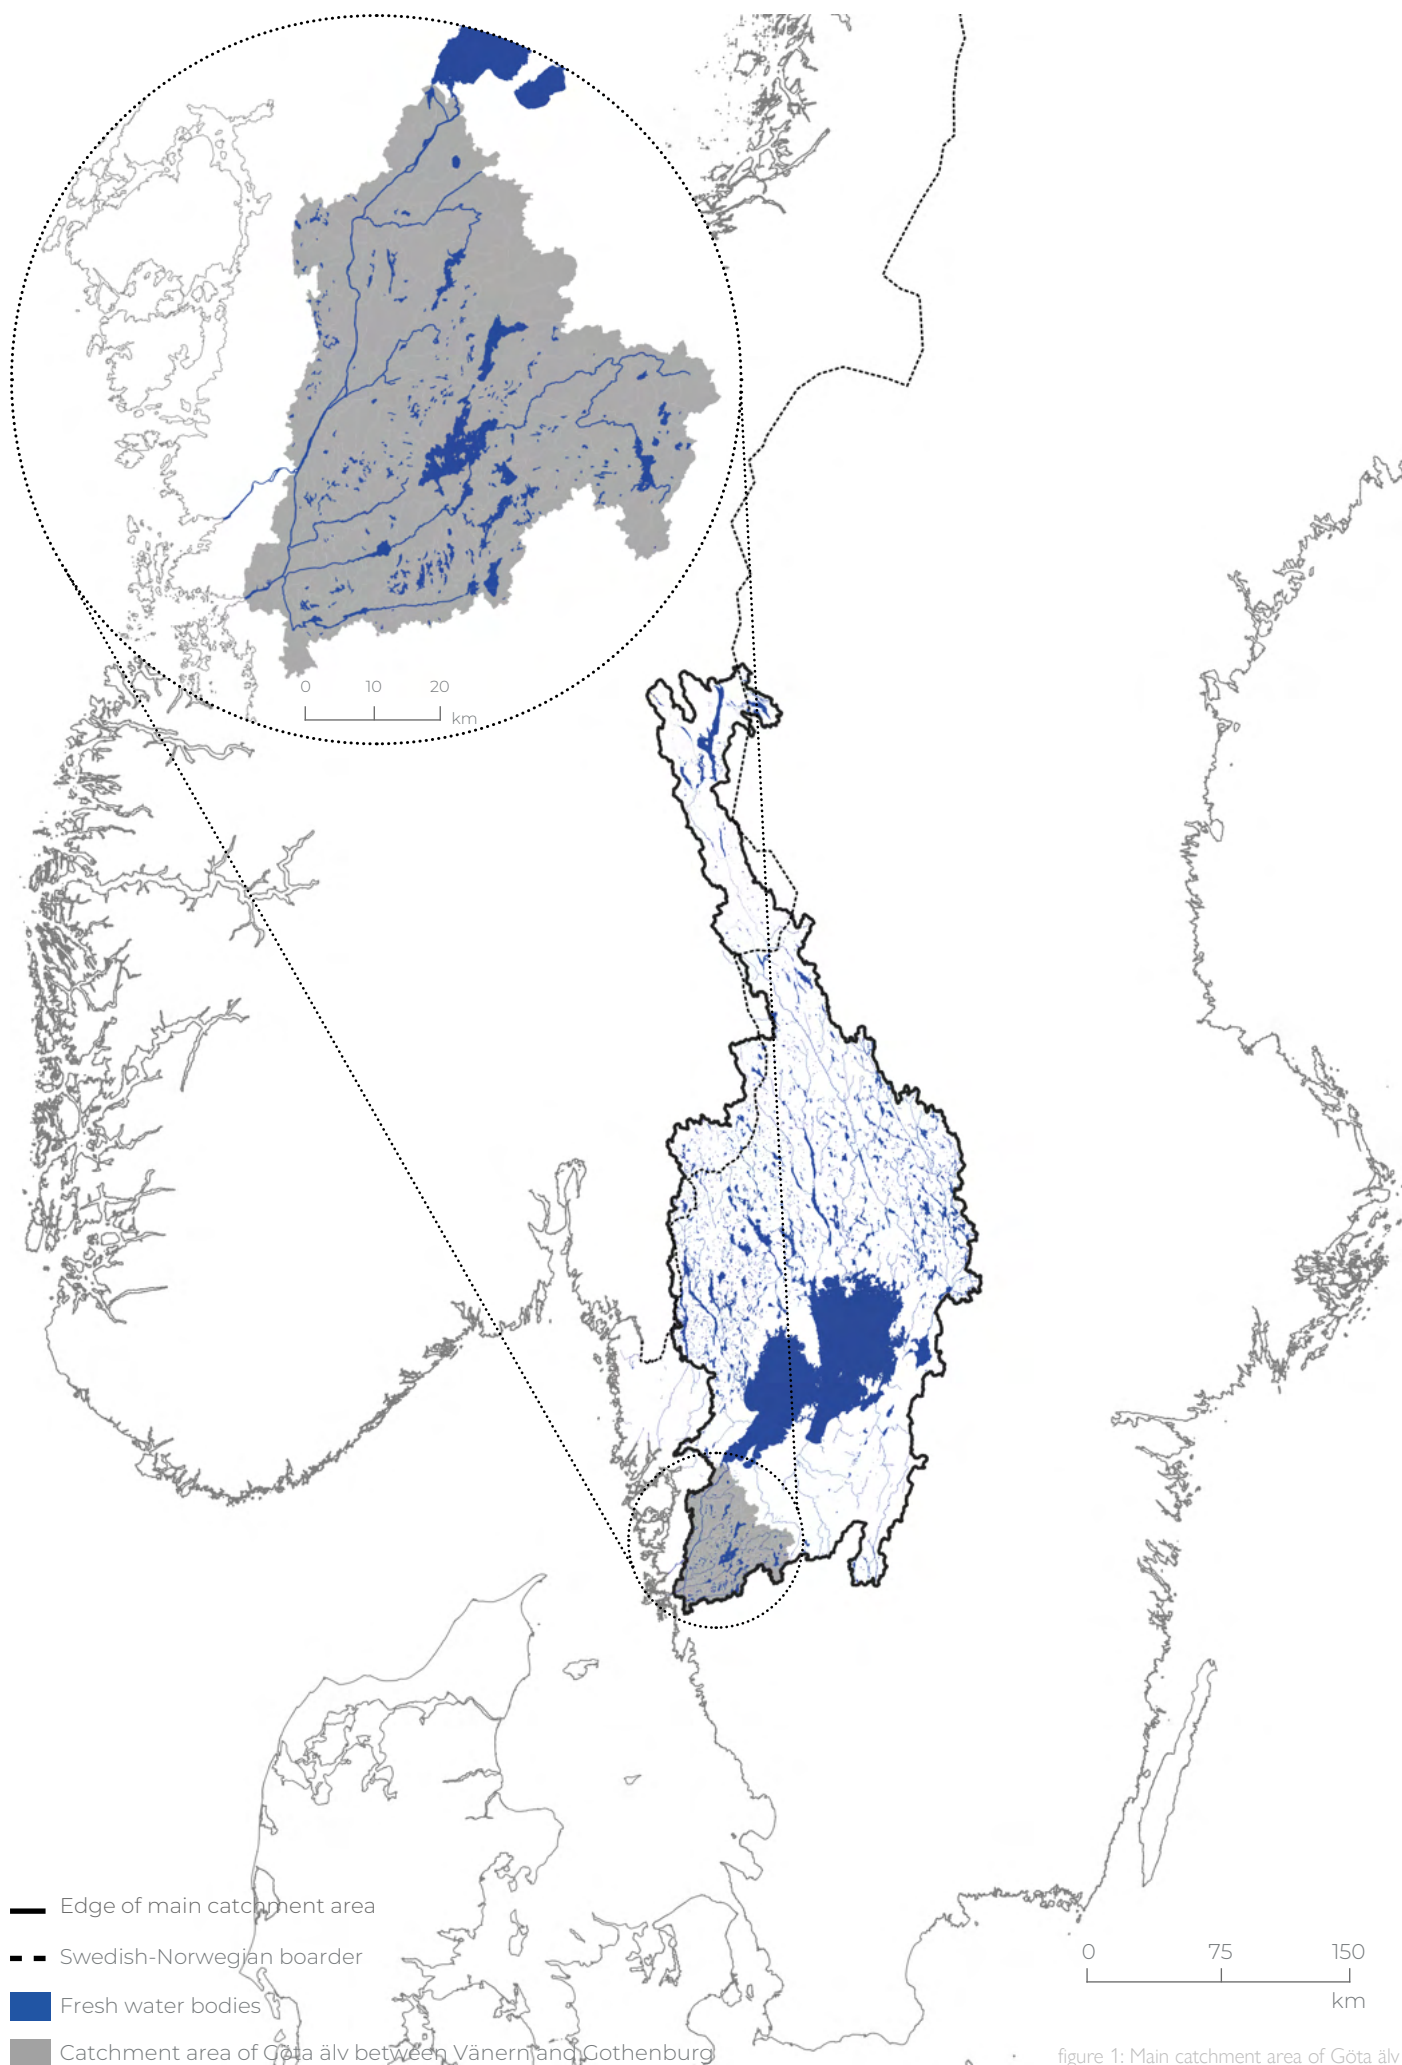 0 10 20
km
Edge of main catchment area
Swedish-Norwegian boarder
Fresh water bodies
Catchment area of Göta älv between Vänern and Gothenburg
0 75 150
km
figure 1: Main catchment area of Göta älv